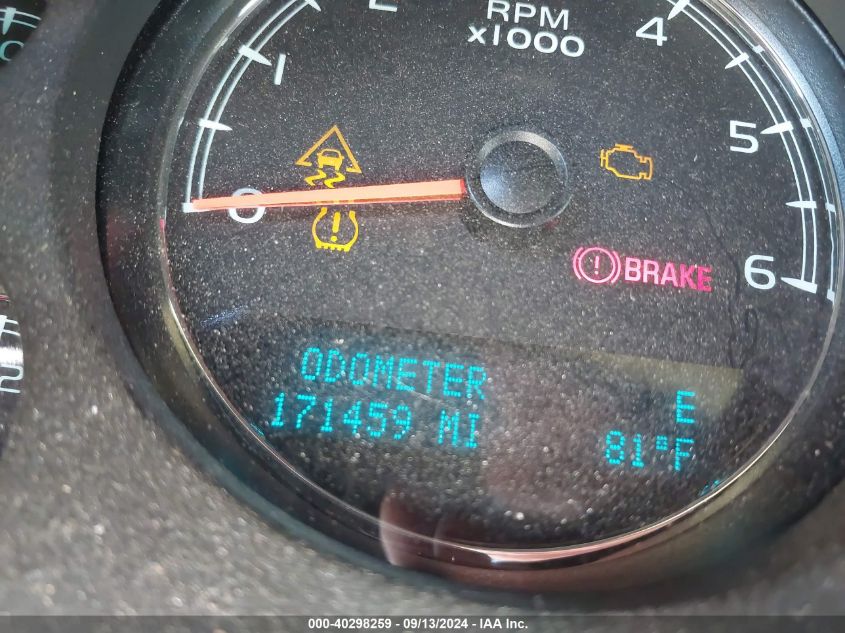 RPM
x1000
1
2
4
5
0
6
BRAKE
ODOMETER
171459 MI
E
81°F
000-40298259 - 09/13/2024 - IAA Inc.